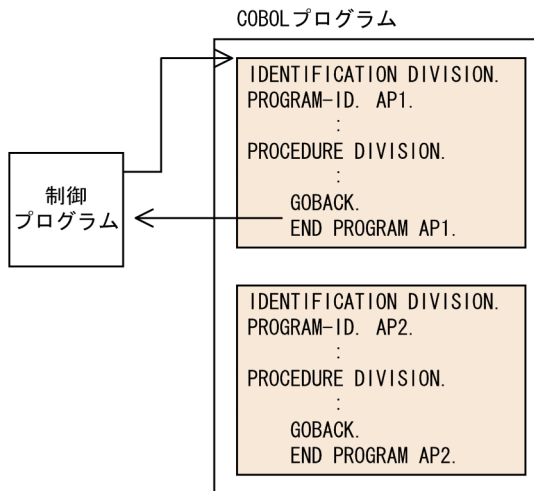 COBOLプログラム
IDENTIFICATION DIVISION.
PROGRAM-ID. AP1.
:
PROCEDURE DIVISION.
:
GOBACK.
END PROGRAM AP1.
制御
プログラム
IDENTIFICATION DIVISION.
PROGRAM-ID. AP2.
:
PROCEDURE DIVISION.
:
GOBACK.
END PROGRAM AP2.